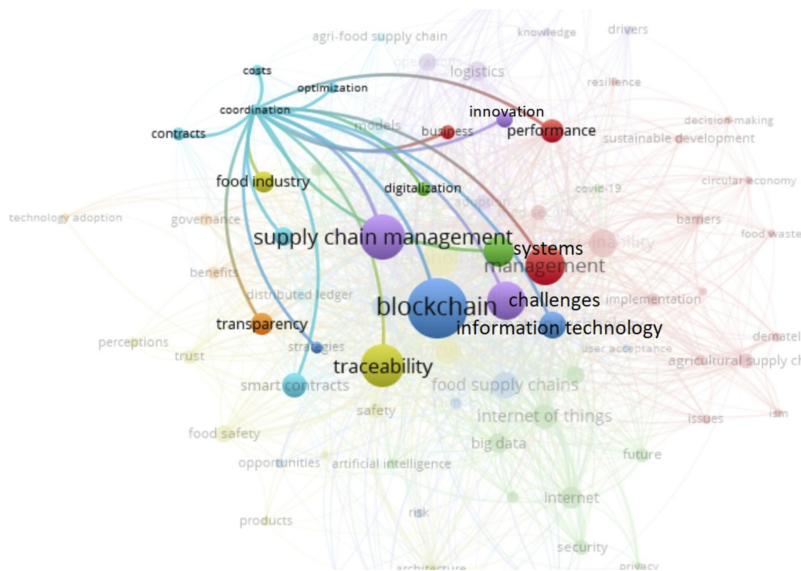 drivers
knowledge
agri-food supply chain
operations
logistics
costs
resilience
optimization
coordination
innovation
decision-making
models
contracts
business
performance
sustainable development
food industry
digitalization
covid-19
circular economy
technology adoption
governance
barriers
food waste
supply chain management
systems
management
benefits
distributed ledger
challenges
implementation
blockchain
transparency
information technology
dematel
perceptions
strategies
user acceptance
trust
traceability
agricultural supply ch
smart contracts
food supply chains
safety
internet of things
issues
ism
food safety
big data
future
opportunities
artificial intelligence
internet
risk
products
security
architecture
privacy